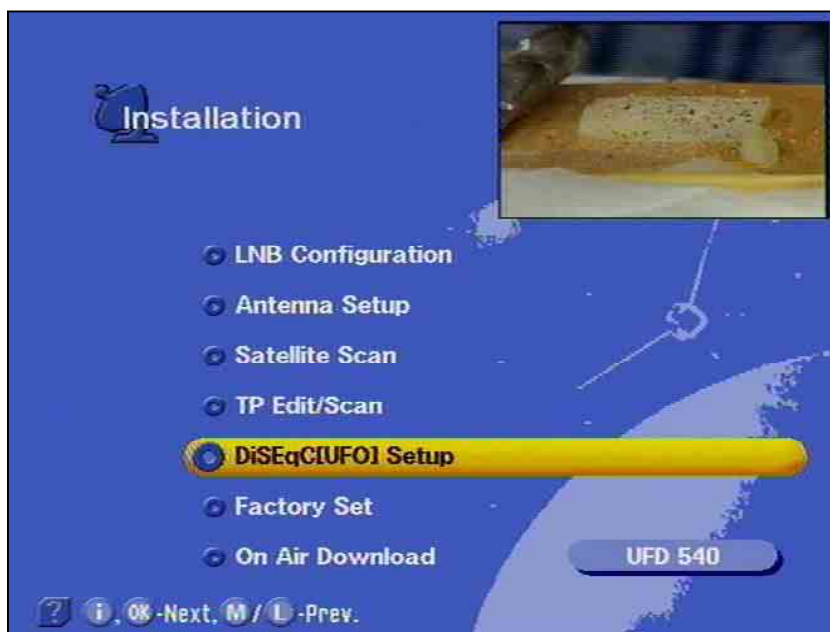 Installation
LNB Configuration
Antenna Setup
Satellite Scan
TP Edit/Scan
DiSEqC[UFO] Setup
Factory Set
On Air Download UFD 540
? i, OK -Next, M / L -Prev.